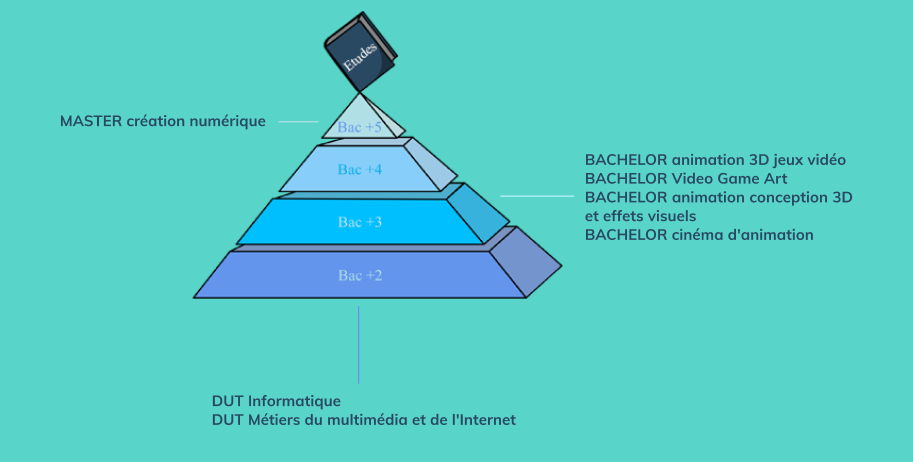 Etudes
MASTER création numérique
Bac +5
Bac +4
Bac +3
Bac +2
BACHELOR animation 3D jeux vidéo
BACHELOR Video Game Art
BACHELOR animation conception 3D
et effets visuels
BACHELOR cinéma d'animation
DUT Informatique
DUT Métiers du multimédia et de l'Internet